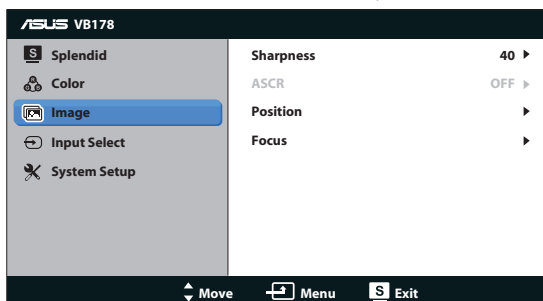 ASUS VB178
S Splendid
Color
Image
Input Select
System Setup
Sharpness 40
ASCR OFF
Position
Focus
Move Menu S Exit